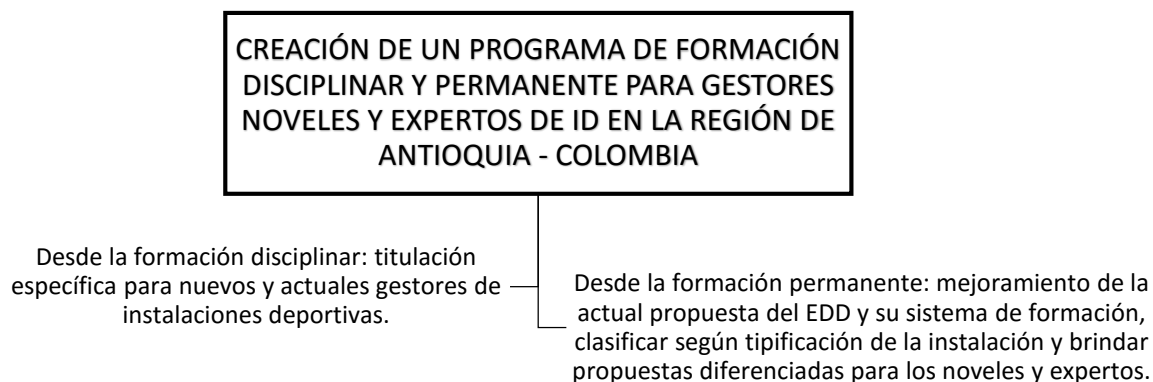 CREACIÓN DE UN PROGRAMA DE FORMACIÓN
DISCIPLINAR Y PERMANENTE PARA GESTORES
NOVELES Y EXPERTOS DE ID EN LA REGIÓN DE
ANTIOQUIA - COLOMBIA
Desde la formación disciplinar: titulación
específica para nuevos y actuales gestores de
instalaciones deportivas.
Desde la formación permanente: mejoramiento de la
actual propuesta del EDD y su sistema de formación,
clasificar según tipificación de la instalación y brindar
propuestas diferenciadas para los noveles y expertos.